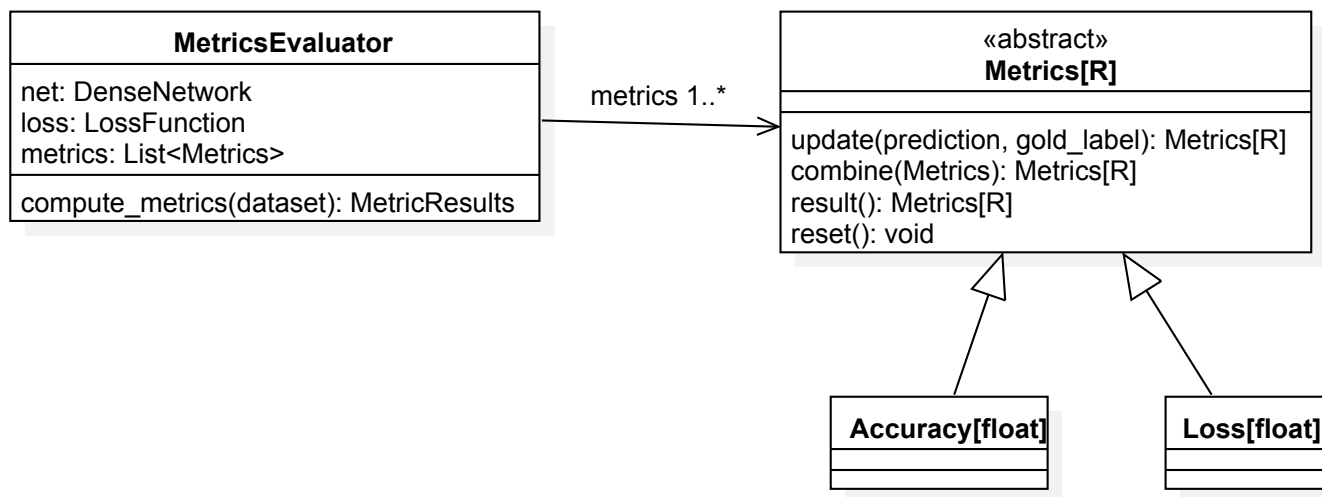 MetricsEvaluator
net: DenseNetwork
loss: LossFunction
metrics: List<Metrics>
compute_metrics(dataset): MetricResults
metrics 1..*
«abstract»
Metrics[R]
update(prediction, gold_label): Metrics[R]
combine(Metrics): Metrics[R]
result(): Metrics[R]
reset(): void
Accuracy[float]
Loss[float]